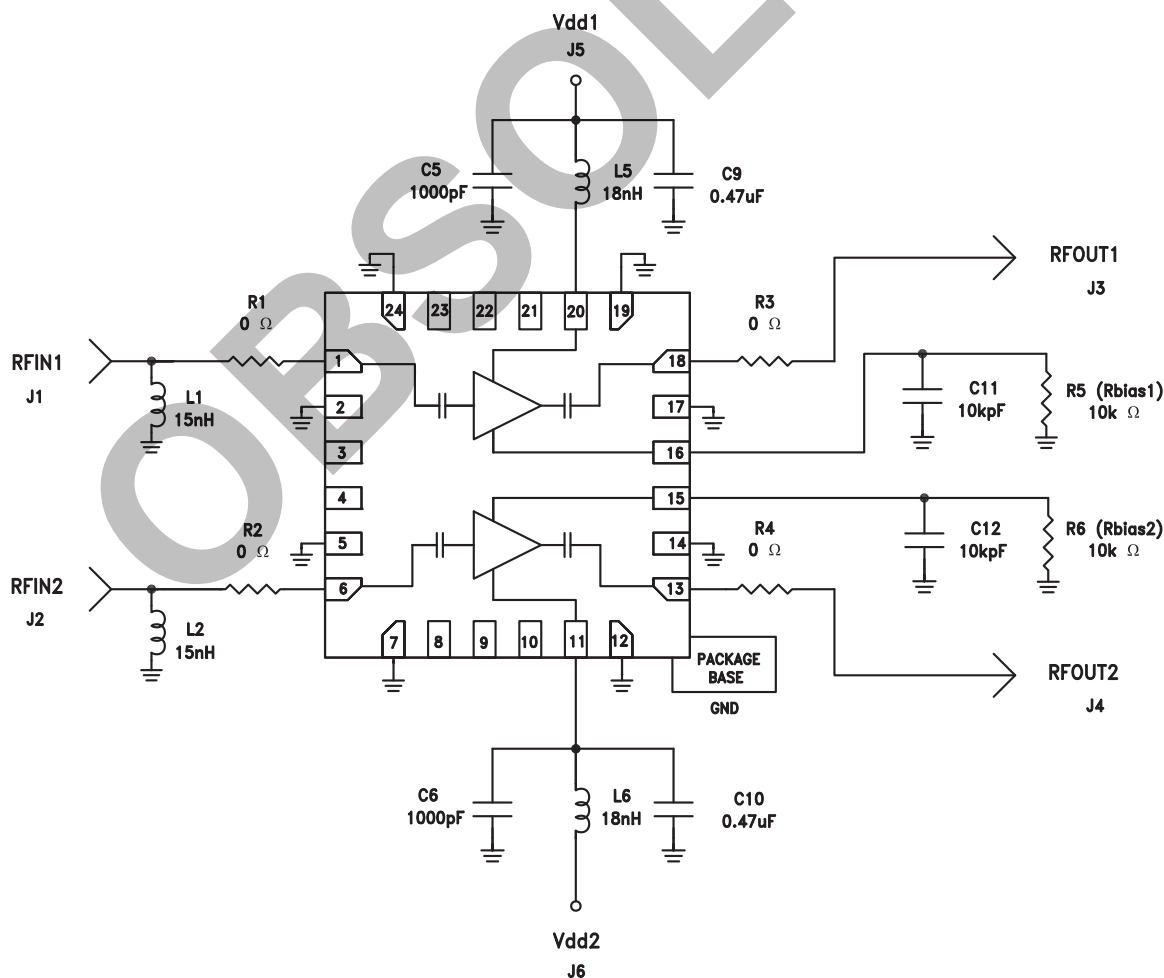 OBSOL
Vdd1
J5
C5
1000pF
L5
18nH
C9
0.47uF
RFOUT1
J3
R1
0 Ω
24
23
22
21
20
19
R3
0 Ω
RFIN1
J1
L1
15nH
1
2
3
4
5
6
18
17
16
15
14
13
C11
10kpF
R5 (Rbias1)
10k Ω
R2
0 Ω
R4
0 Ω
C12
10kpF
R6 (Rbias2)
10k Ω
RFIN2
J2
L2
15nH
7
8
9
10
11
12
PACKAGE
BASE
GND
RFOUT2
J4
C6
1000pF
L6
18nH
C10
0.47uF
Vdd2
J6